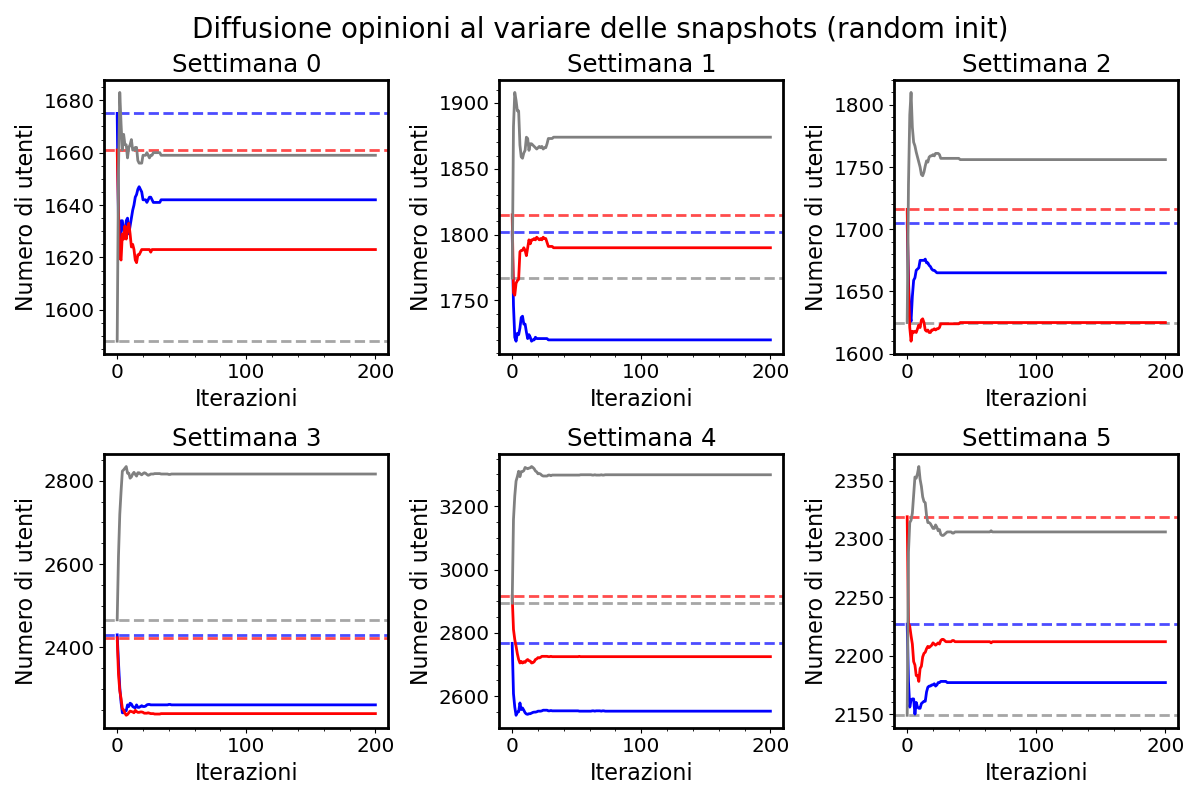 Diffusione opinioni al variare delle snapshots (random init)
Settimana 0
Numero di utenti
1680
1660
1640
1620
1600
0
100
200
Iterazioni
Settimana 1
Numero di utenti
1900
1850
1800
1750
0
100
200
Iterazioni
Settimana 2
Numero di utenti
1800
1750
1700
1650
1600
0
100
200
Iterazioni
Settimana 3
Numero di utenti
2800
2600
2400
0
100
200
Iterazioni
Settimana 4
Numero di utenti
3200
3000
2800
2600
0
100
200
Iterazioni
Settimana 5
Numero di utenti
2350
2300
2250
2200
2150
0
100
200
Iterazioni